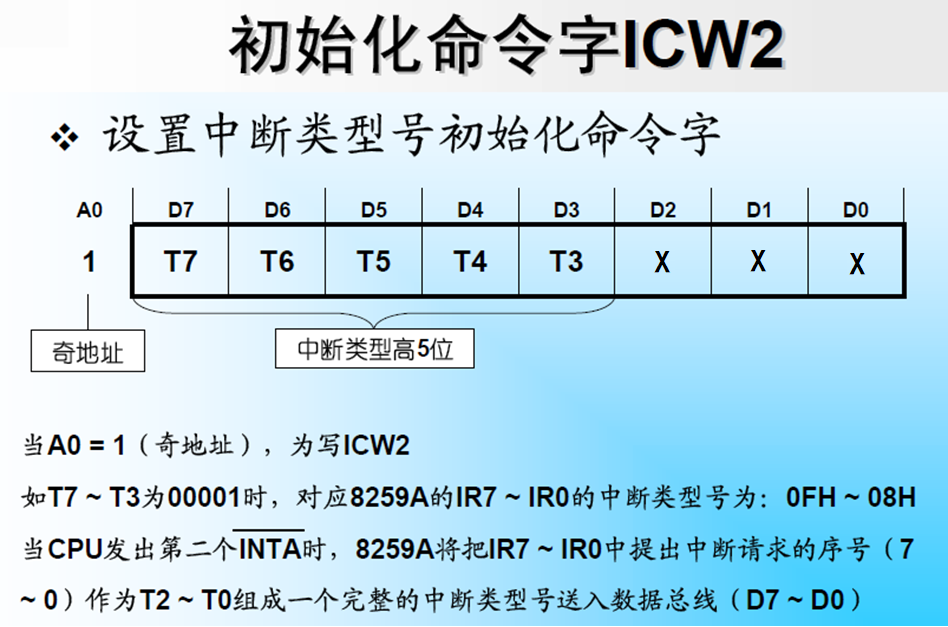 初始化命令字ICW2
❖ 设置中断类型号初始化命令字
A0 D7 D6 D5 D4 D3 D2 D1 D0
1 T7 T6 T5 T4 T3 X X X
奇地址 中断类型高5位
当A0 = 1（奇地址），为写ICW2
如T7 ~ T3为00001时，对应8259A的IR7 ~ IR0的中断类型号为：0FH ~ 08H
当CPU发出第二个I̅N̅T̅A̅时，8259A将把IR7 ~ IR0中提出中断请求的序号（7
~ 0）作为T2 ~ T0组成一个完整的中断类型号送入数据总线（D7 ~ D0）